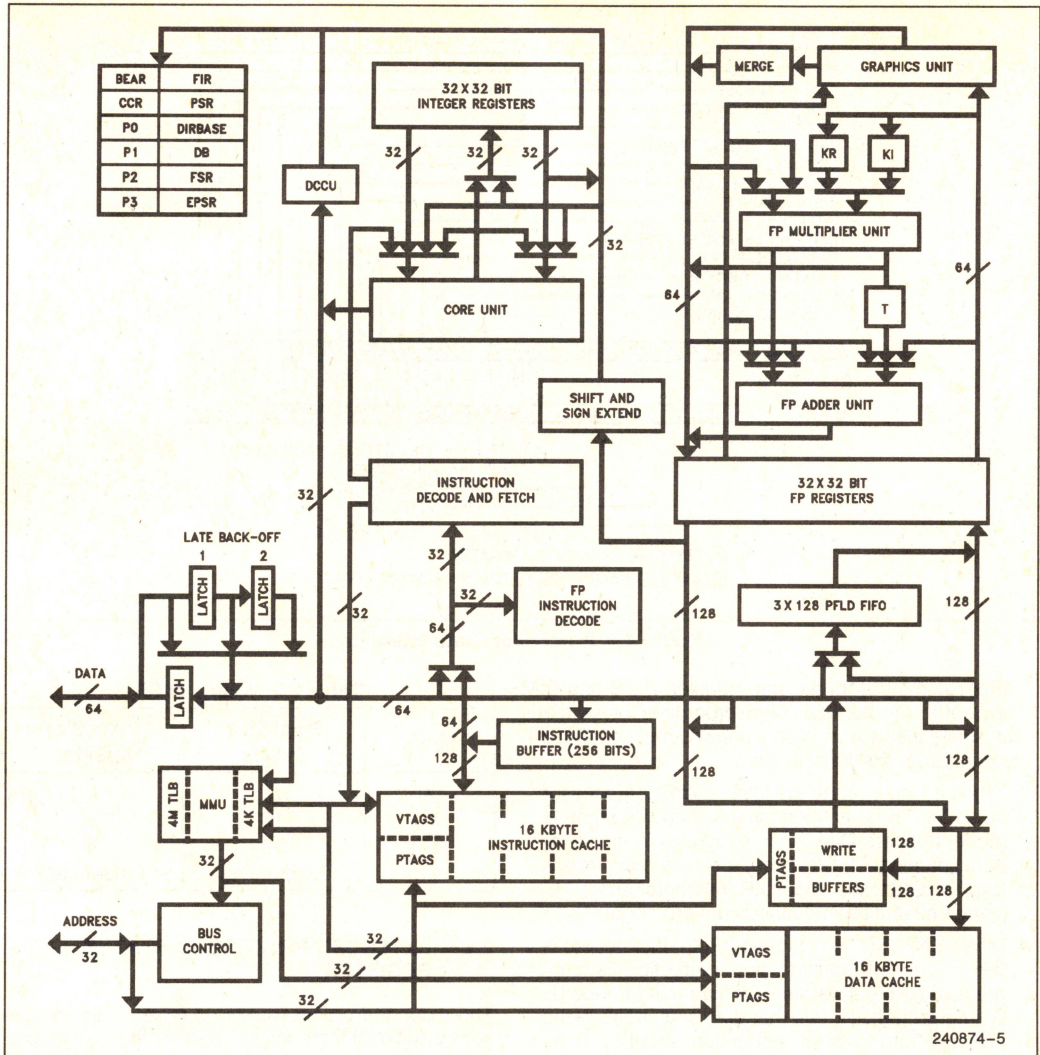 BEAR FIR
CCR PSR
P0 DIRBASE
P1 DB
P2 FSR
P3 EPSR
DCCU
32 X 32 BIT
INTEGER REGISTERS
32 32 32
CORE UNIT
32
SHIFT AND
SIGN EXTEND
MERGE
GRAPHICS UNIT
KR KI
FP MULTIPLIER UNIT
64
64
T
FP ADDER UNIT
32 X 32 BIT
FP REGISTERS
INSTRUCTION
DECODE AND FETCH
32
32
32
32
64
FP
INSTRUCTION
DECODE
LATE BACK-OFF
1 2
LATCH
LATCH
DATA
64
LATCH
128
3 X 128 PFLD FIFO
128
64
64
128
INSTRUCTION
BUFFER (256 BITS)
128
128
4M TLB
MMU
4K TLB
32
VTAGS
PTAGS
16 KBYTE
INSTRUCTION CACHE
PTAGS
WRITE
BUFFERS
128
128
128
ADDRESS
32
BUS
CONTROL
32
32
32
VTAGS
PTAGS
16 KBYTE
DATA CACHE
240874-5